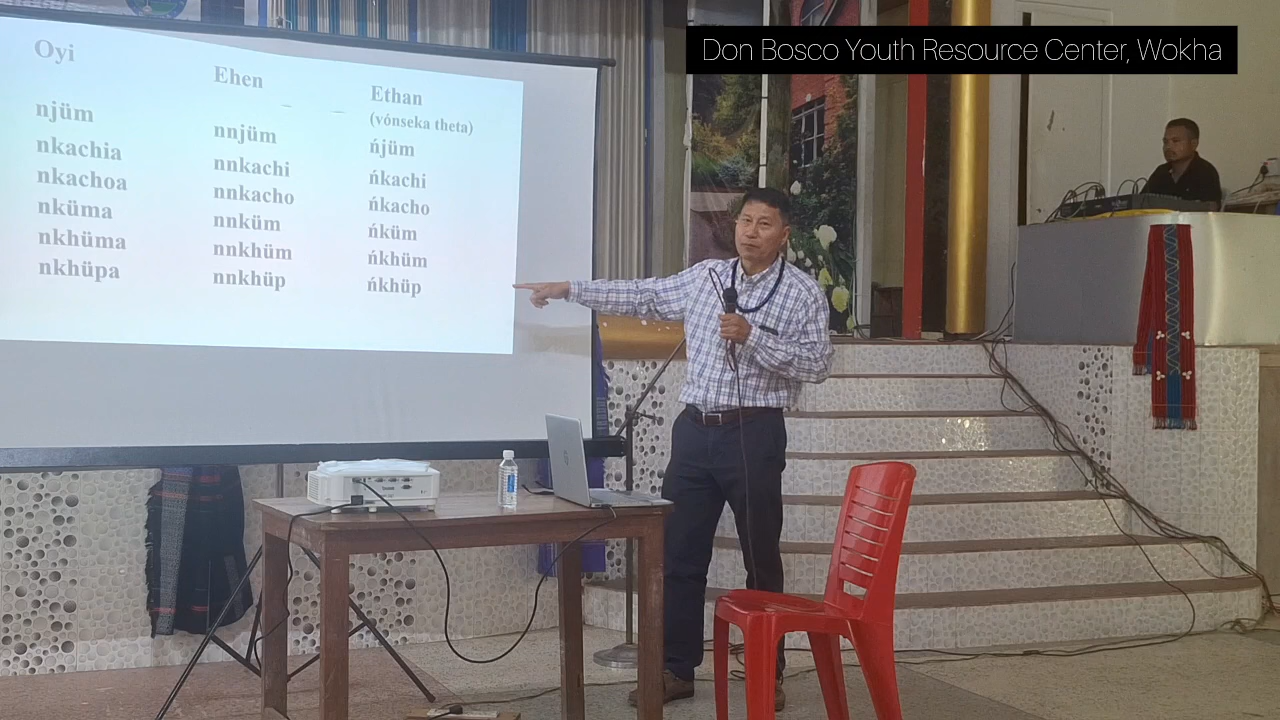 Don Bosco Youth Resource Center, Wokha
Oyi Ehen Ethan
(vónseka theta)
njüm nnjüm ńjüm
nkachia nnkachi ńkachi
nkachoa nnkacho ńkacho
nküma nnküm ńküm
nkhüma nnkhüm ńkhüm
nkhüpa nnkhüp ńkhüp